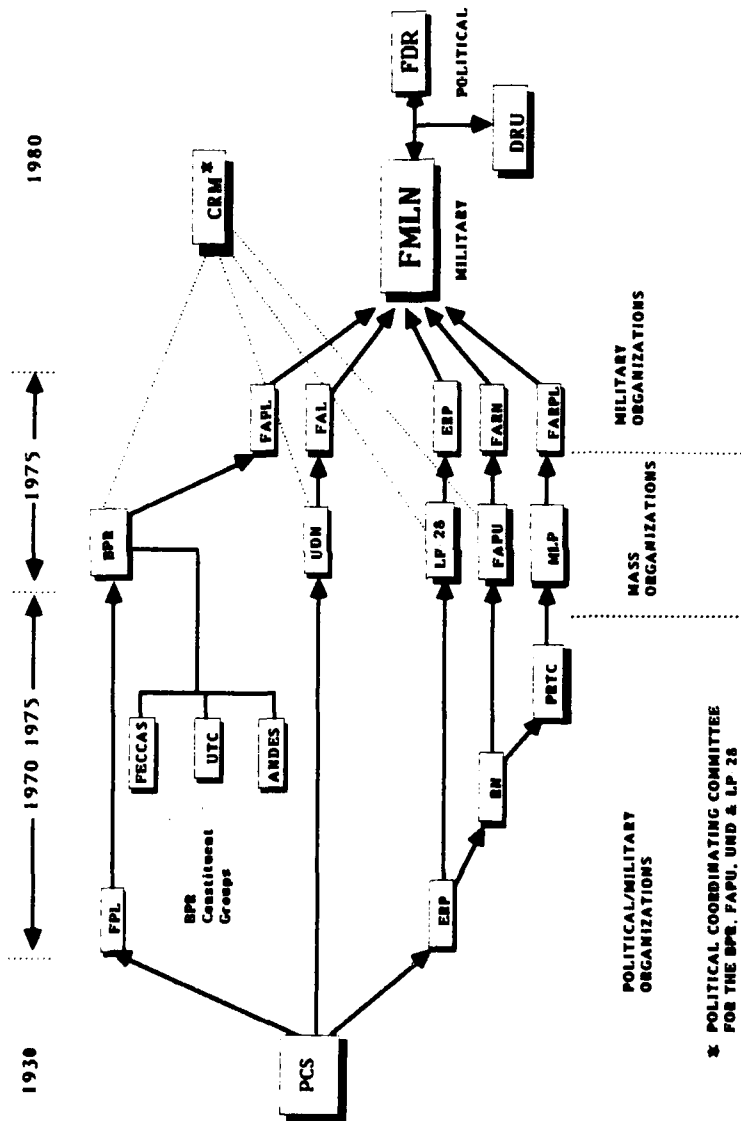 1930
1970 1975
1975
1980
PCS
FPL
BPR
FECCAS
UTC
ANDES
BPR
Constituent
Groups
CRM*
FAPL
UDN
FAL
ERP
LP 28
ERP
RN
FAPU
FARN
PRTC
MLP
FARPL
FMLN
MILITARY
FDR
POLITICAL
DRU
POLITICAL/MILITARY
ORGANIZATIONS
MASS
ORGANIZATIONS
MILITARY
ORGANIZATIONS
* POLITICAL COORDINATING COMMITTEE
FOR THE BPR, FAPU, UND & LP 28